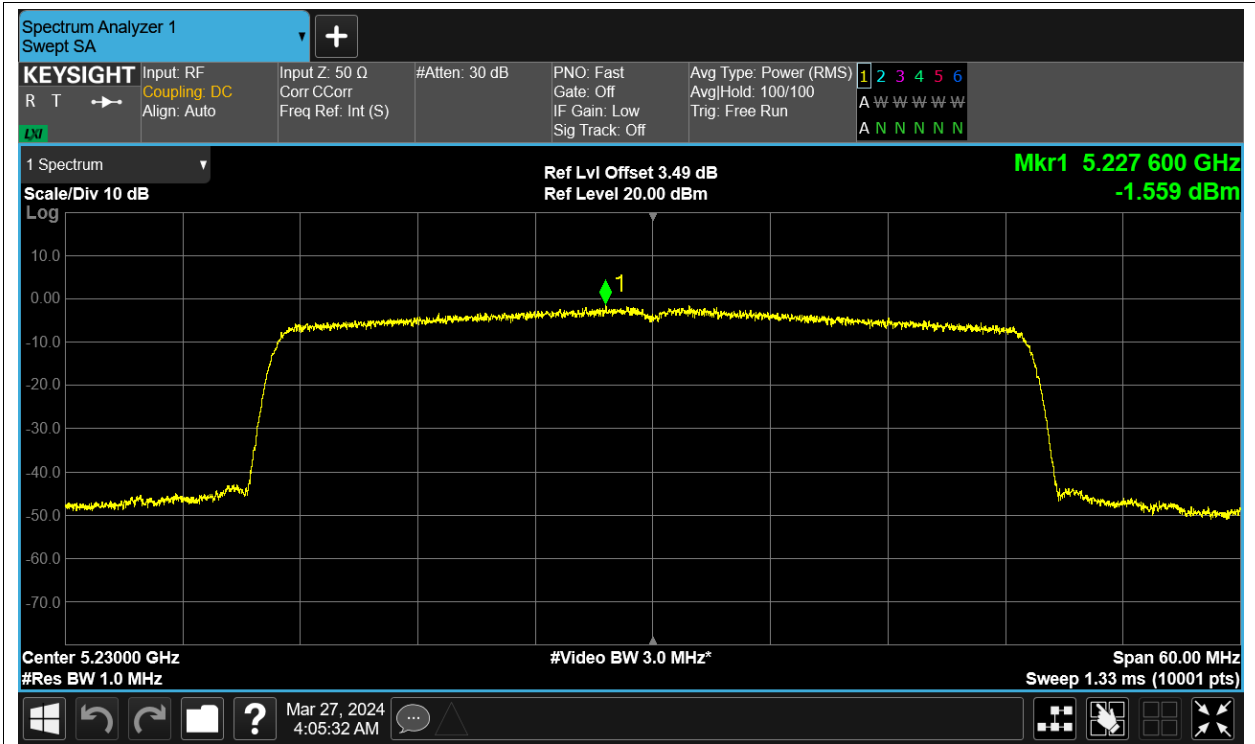 Spectrum Analyzer 1
Swept SA
+
KEYSIGHT
R T
LXI
Input: RF
Coupling: DC
Align: Auto
Input Z: 50 Ω
Corr CCorr
Freq Ref: Int (S)
#Atten: 30 dB
PNO: Fast
Gate: Off
IF Gain: Low
Sig Track: Off
Avg Type: Power (RMS)
Avg|Hold: 100/100
Trig: Free Run
1 2 3 4 5 6
A W W W W W
A N N N N N
1 Spectrum
Scale/Div 10 dB
Log
Ref Lvl Offset 3.49 dB
Ref Level 20.00 dBm
Mkr1 5.227 600 GHz
-1.559 dBm
10.0
0.00
-10.0
-20.0
-30.0
-40.0
-50.0
-60.0
-70.0
1
Center 5.23000 GHz
#Res BW 1.0 MHz
#Video BW 3.0 MHz*
Span 60.00 MHz
Sweep 1.33 ms (10001 pts)
?
Mar 27, 2024
4:05:32 AM